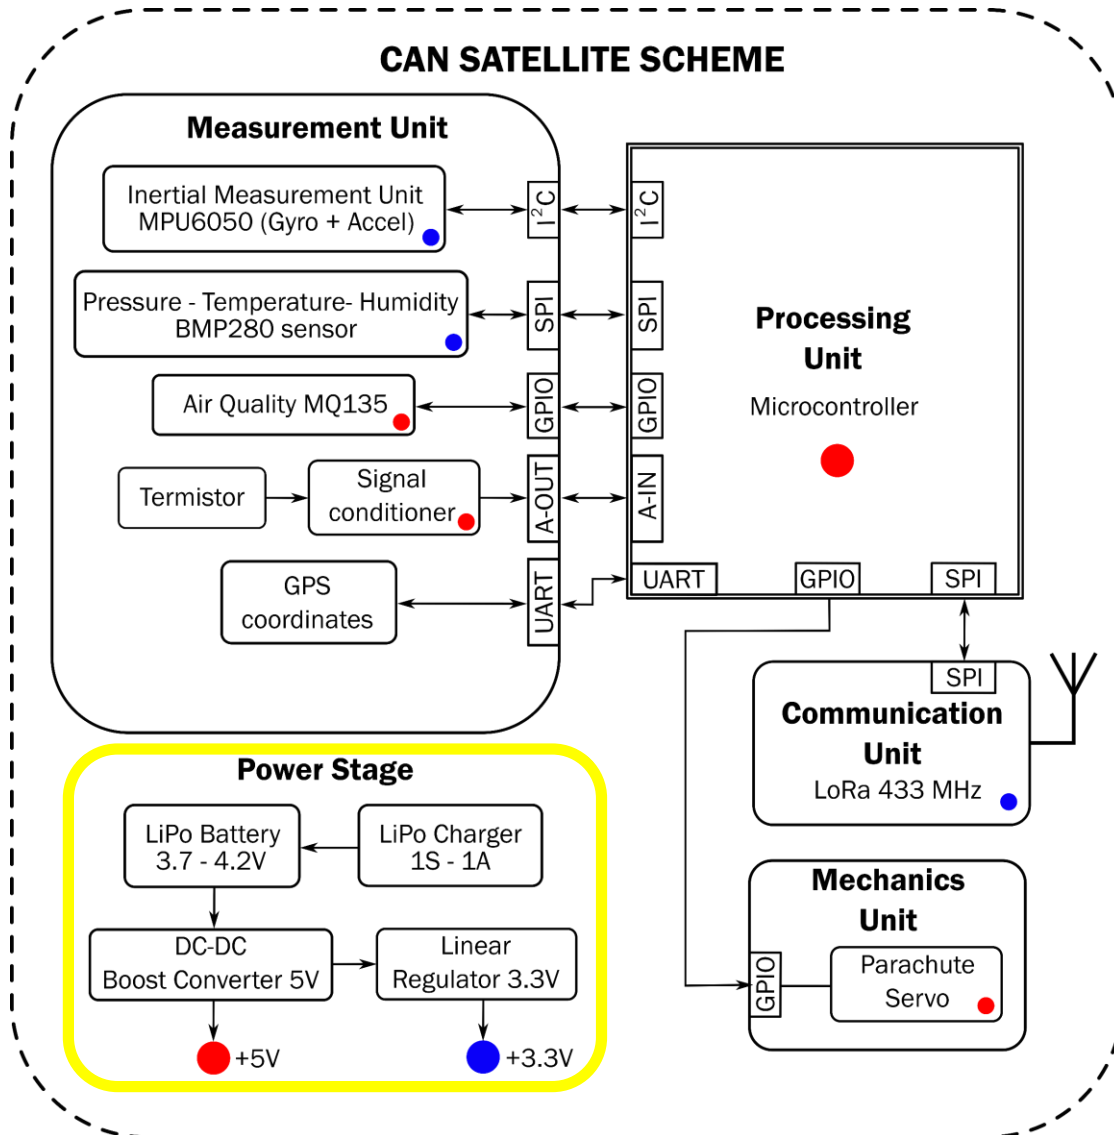 CAN SATELLITE SCHEME
Measurement Unit
Inertial Measurement Unit
MPU6050 (Gyro + Accel)
I²C
I²C
Pressure - Temperature- Humidity
BMP280 sensor
SPI
SPI
Air Quality MQ135
GPIO
GPIO
Termistor
Signal
conditioner
A-OUT
A-IN
GPS
coordinates
UART
Processing
Unit
Microcontroller
UART
GPIO
SPI
SPI
Communication
Unit
LoRa 433 MHz
Power Stage
LiPo Battery
3.7 - 4.2V
LiPo Charger
1S - 1A
DC-DC
Boost Converter 5V
Linear
Regulator 3.3V
+5V
+3.3V
Mechanics
Unit
GPIO
Parachute
Servo